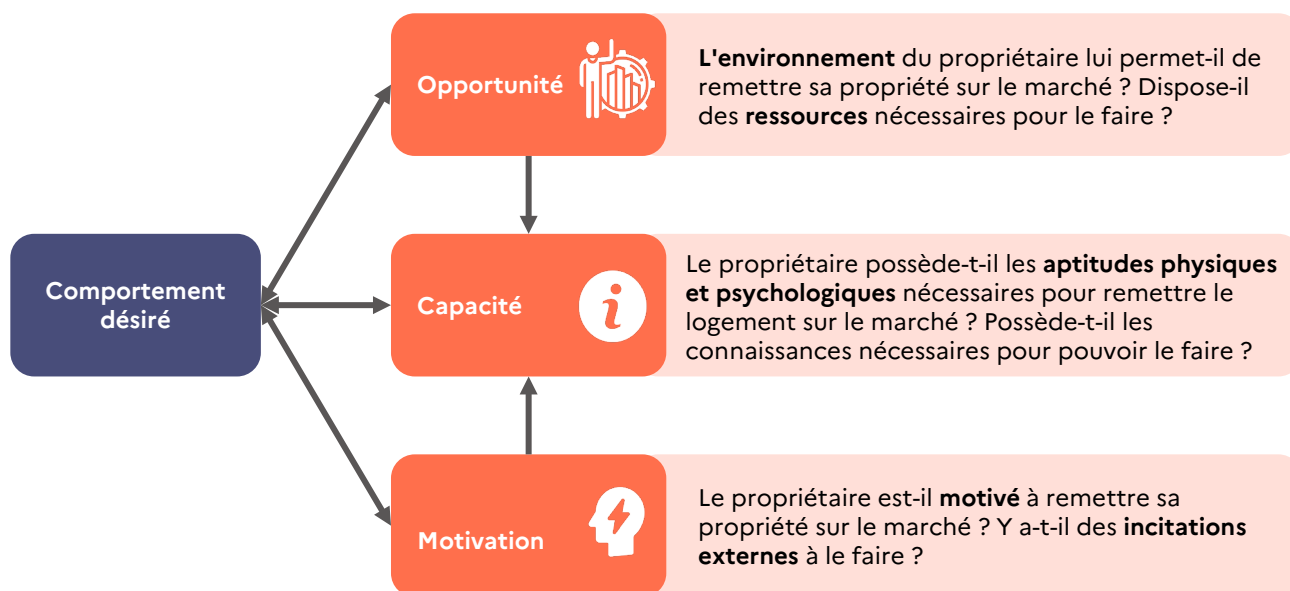 Opportunité
L'environnement du propriétaire lui permet-il de
remettre sa propriété sur le marché ? Dispose-il
des ressources nécessaires pour le faire ?
Comportement
désiré
Capacité
i
Le propriétaire possède-t-il les aptitudes physiques
et psychologiques nécessaires pour remettre le
logement sur le marché ? Possède-t-il les
connaissances nécessaires pour pouvoir le faire ?
Motivation
Le propriétaire est-il motivé à remettre sa
propriété sur le marché ? Y a-t-il des incitations
externes à le faire ?